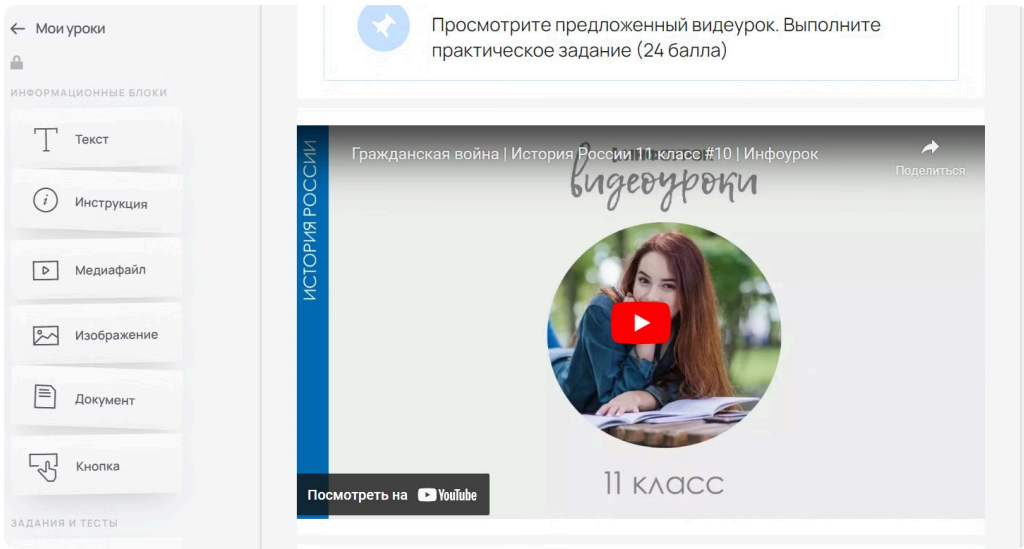 Мои уроки
ИНФОРМАЦИОННЫЕ БЛОКИ
Текст
Инструкция
Медиафайл
Изображение
Документ
Кнопка
ЗАДАНИЯ И ТЕСТЫ
Просмотрите предложенный видеурок. Выполните
практическое задание (24 балла)
ИСТОРИЯ РОССИИ
Гражданская война | История России 11 класс #10 | Инфоурок
Поделиться
видеоуроки
11 класс
Посмотреть на YouTube